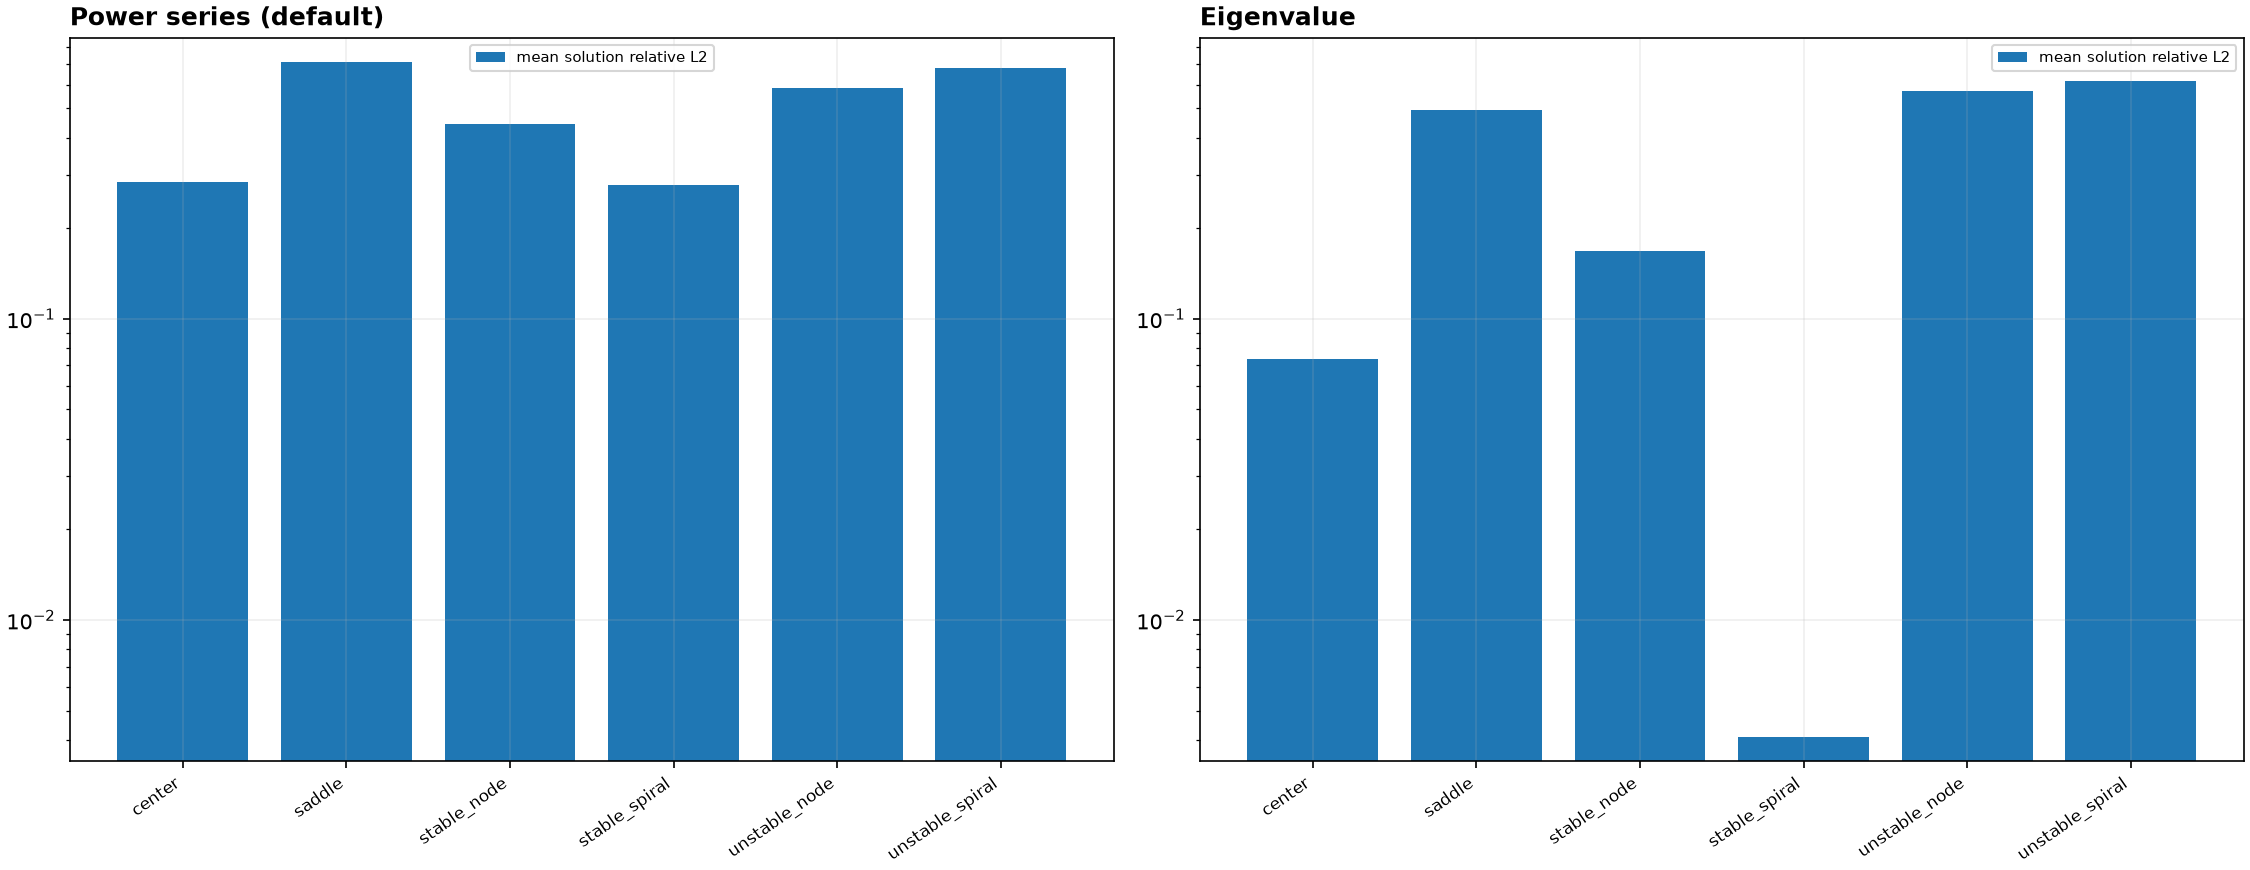 Power series (default)
mean solution relative L2
10⁻¹
10⁻²
center
saddle
stable_node
stable_spiral
unstable_node
unstable_spiral
Eigenvalue
mean solution relative L2
10⁻¹
10⁻²
center
saddle
stable_node
stable_spiral
unstable_node
unstable_spiral